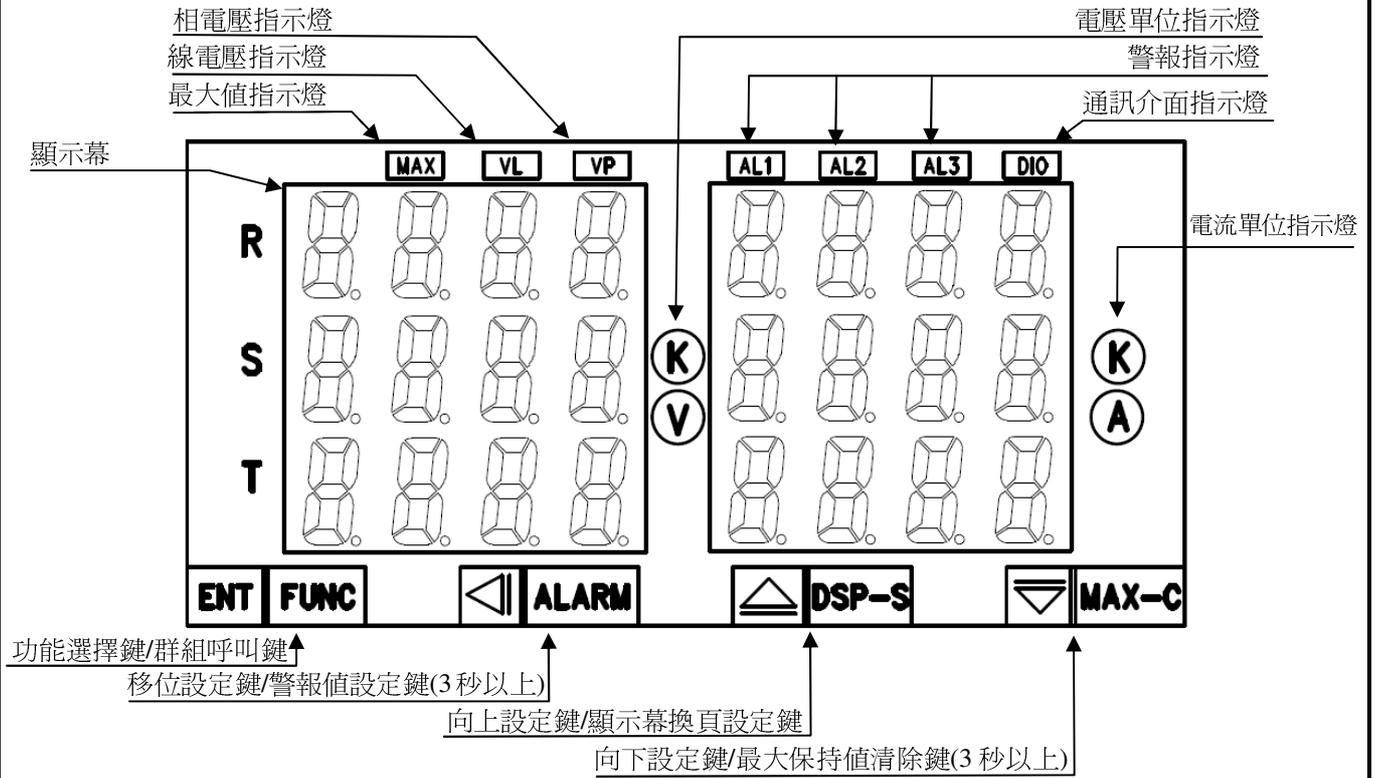 相電壓指示燈
電壓單位指示燈
線電壓指示燈
警報指示燈
最大值指示燈
通訊介面指示燈
顯示幕
MAX VL VP AL1 AL2 AL3 DIO
R
電流單位指示燈
S
K K
V A
T
ENT FUNC ALARM DSP-S MAX-C
功能選擇鍵/群組呼叫鍵
移位設定鍵/警報值設定鍵(3秒以上)
向上設定鍵/顯示幕換頁設定鍵
向下設定鍵/最大保持值清除鍵(3 秒以上)